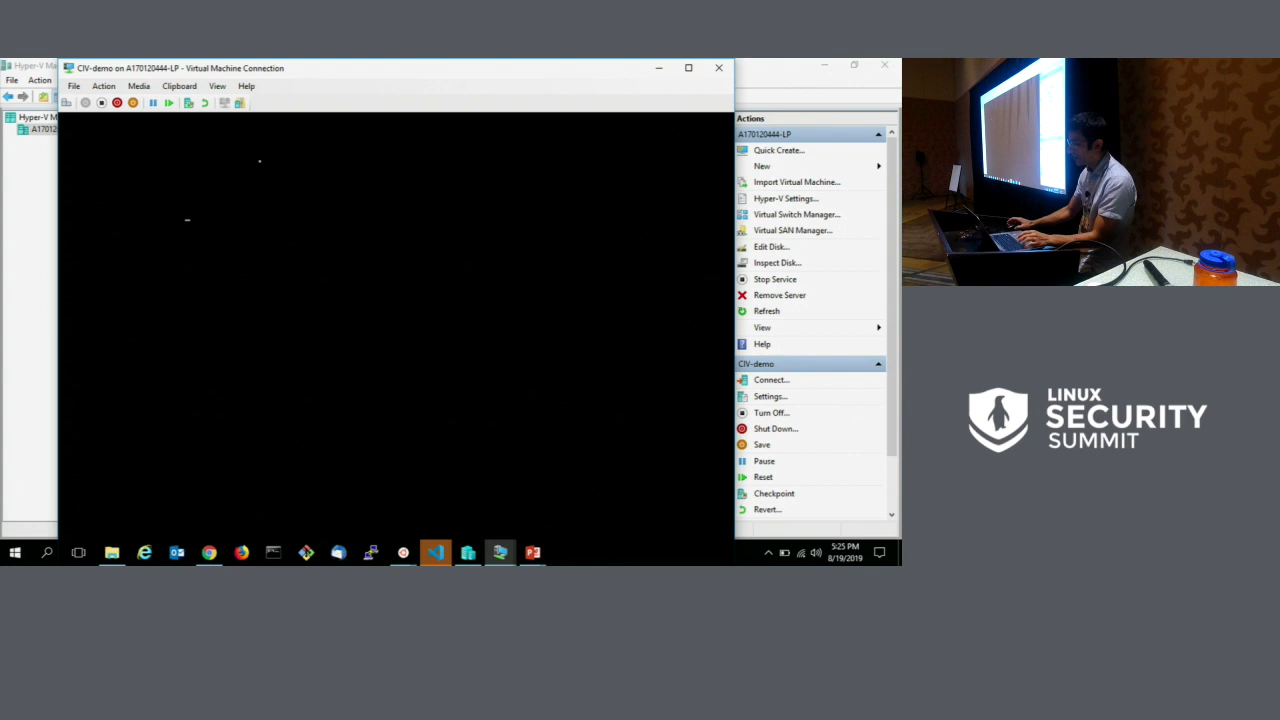 Hyper-V Ma
CIV-demo on A170120444-LP - Virtual Machine Connection
File Action
File Action Media Clipboard View Help
Hyper-V M
A17012
Actions
A170120444-LP
Quick Create...
New
Import Virtual Machine...
Hyper-V Settings...
Virtual Switch Manager...
Virtual SAN Manager...
Edit Disk...
Inspect Disk...
Stop Service
Remove Server
Refresh
View
Help
CIV-demo
Connect...
Settings...
Turn Off...
Shut Down...
Save
Pause
Reset
Checkpoint
Revert...
5:25 PM
8/19/2019
LINUX
SECURITY
SUMMIT